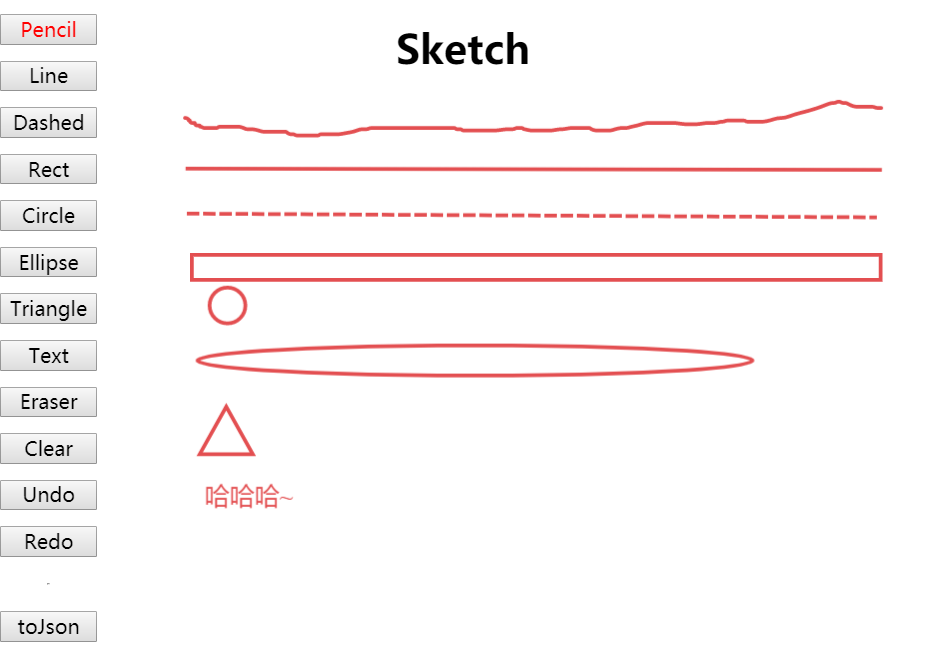 Sketch
Pencil
Line
Dashed
Rect
Circle
Ellipse
Triangle
Text
Eraser
Clear
Undo
Redo
toJson
哈哈哈~